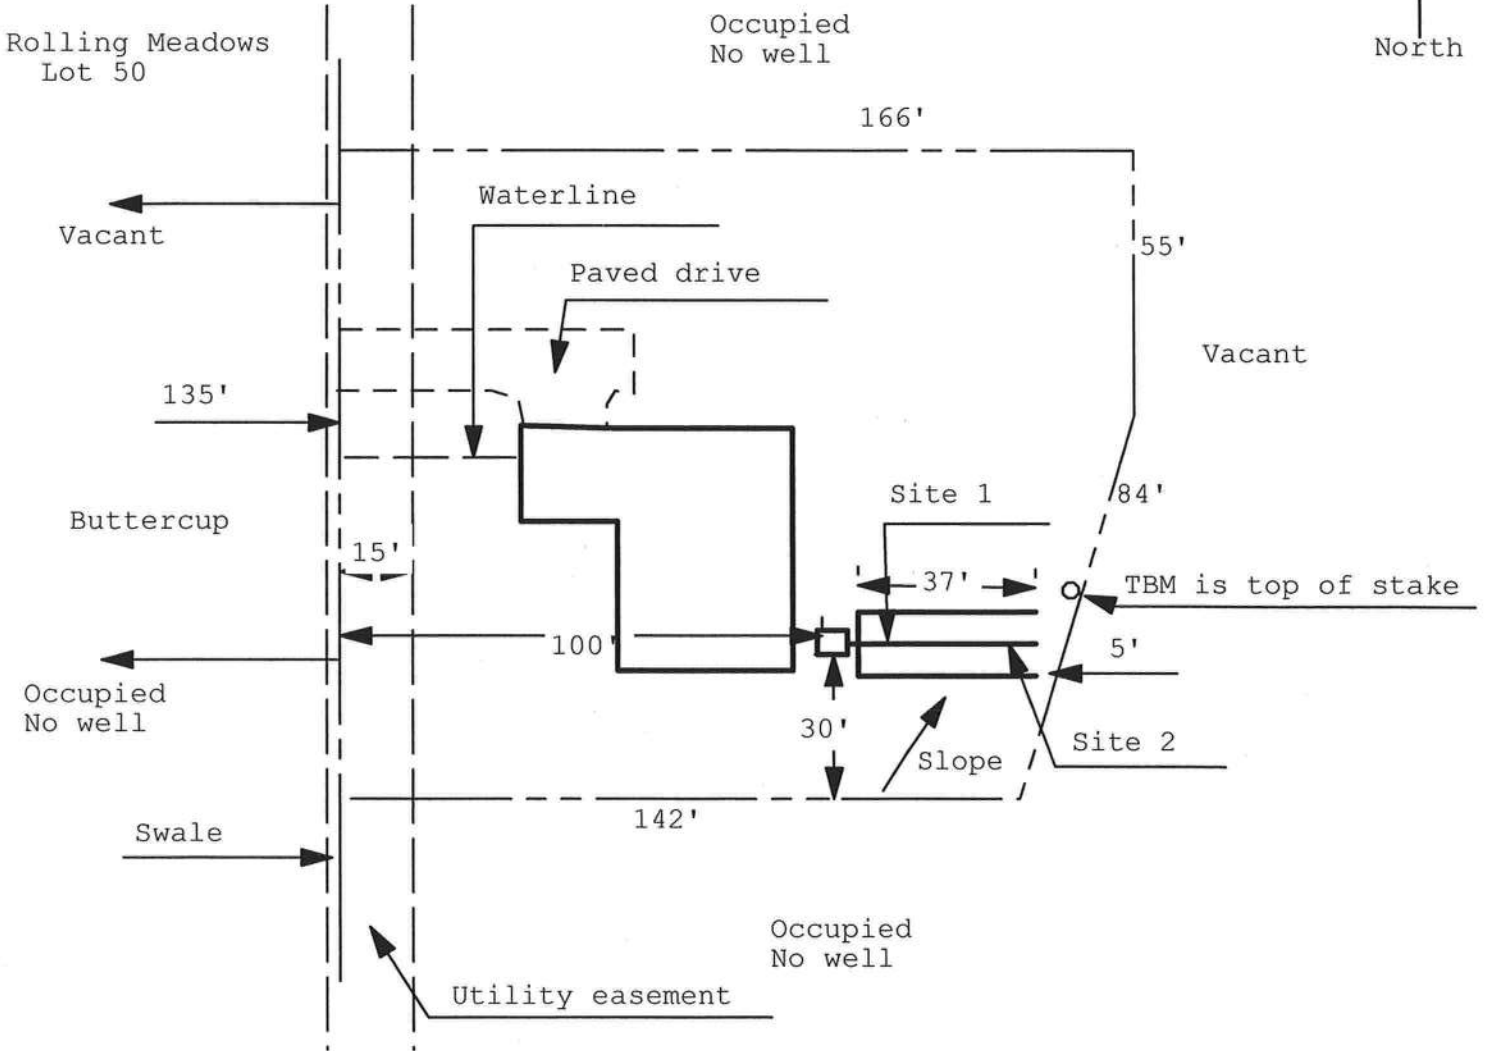 Rolling Meadows
Lot 50
Occupied
No well
North
166'
Waterline
Vacant
55'
Paved drive
Vacant
135'
Site 1
84'
Buttercup
15'
37'
TBM is top of stake
100'
5'
Occupied
No well
30'
Site 2
Slope
142'
Swale
Occupied
No well
Utility easement